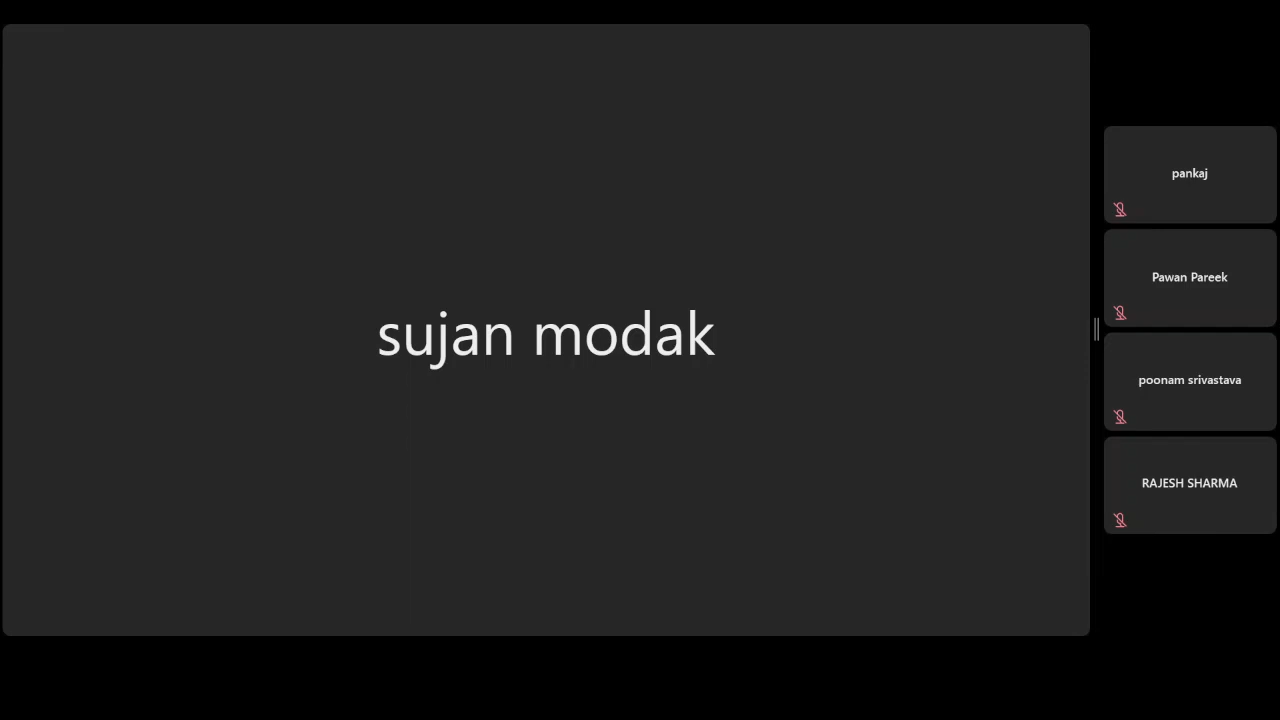 sujan modak
pankaj
Pawan Pareek
poonam srivastava
RAJESH SHARMA